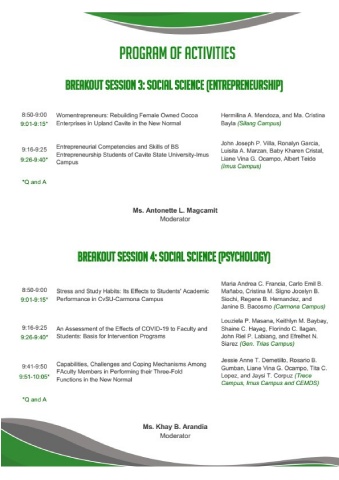 PROGRAM OF ACTIVITIES
BREAKOUT SESSION 3: SOCIAL SCIENCE (ENTREPRENEURSHIP)
8:50-9:00
9:01-9:15*
Womentrepreneurs: Rebuilding Female Owned Cocoa
Enterprises in Upland Cavite in the New Normal
Hermilina A. Mendoza, and Ma. Cristina
Bayla (Silang Campus)
9:16-9:25
9:26-9:40*
Entrepreneurial Competencies and Skills of BS
Entrepreneurship Students of Cavite State University-Imus
Campus
John Joseph P. Villa, Ronalyn Garcia,
Luisita A. Marzan, Baby Kharen Cristal,
Liane Vina G. Ocampo, Albert Teide
(Imus Campus)
*Q and A
Ms. Antonette L. Magcamit
Moderator
BREAKOUT SESSION 4: SOCIAL SCIENCE (PSYCHOLOGY)
8:50-9:00
9:01-9:15*
Stress and Study Habits: Its Effects to Students' Academic
Performance in CvSU-Carmona Campus
Maria Andrea C. Francia, Carlo Emil B.
Mañabo, Cristina M. Signo Jocelyn B.
Siochi, Regene B. Hernandez, and
Janine B. Bacosmo (Carmona Campus)
9:16-9:25
9:26-9:40*
An Assessment of the Effects of COVID-19 to Faculty and
Students: Basis for Intervention Programs
Louziela P. Masana, Keithlyn M. Baybay,
Shaine C. Hayag, Florindo C. Ilagan,
John Riel P. Labiang, and Efrelhet N.
Siarez (Gen. Trias Campus)
9:41-9:50
9:51-10:05*
Capabilities, Challenges and Coping Mechanisms Among
FAculty Members in Performing their Three-Fold
Functions in the New Normal
Jessie Anne T. Demetillo, Rosario B.
Gumban, Liane Vina G. Ocampo, Tita C.
Lopez, and Jaysi T. Corpuz (Trece
Campus, Imus Campus and CEMDS)
*Q and A
Ms. Khay B. Arandia
Moderator